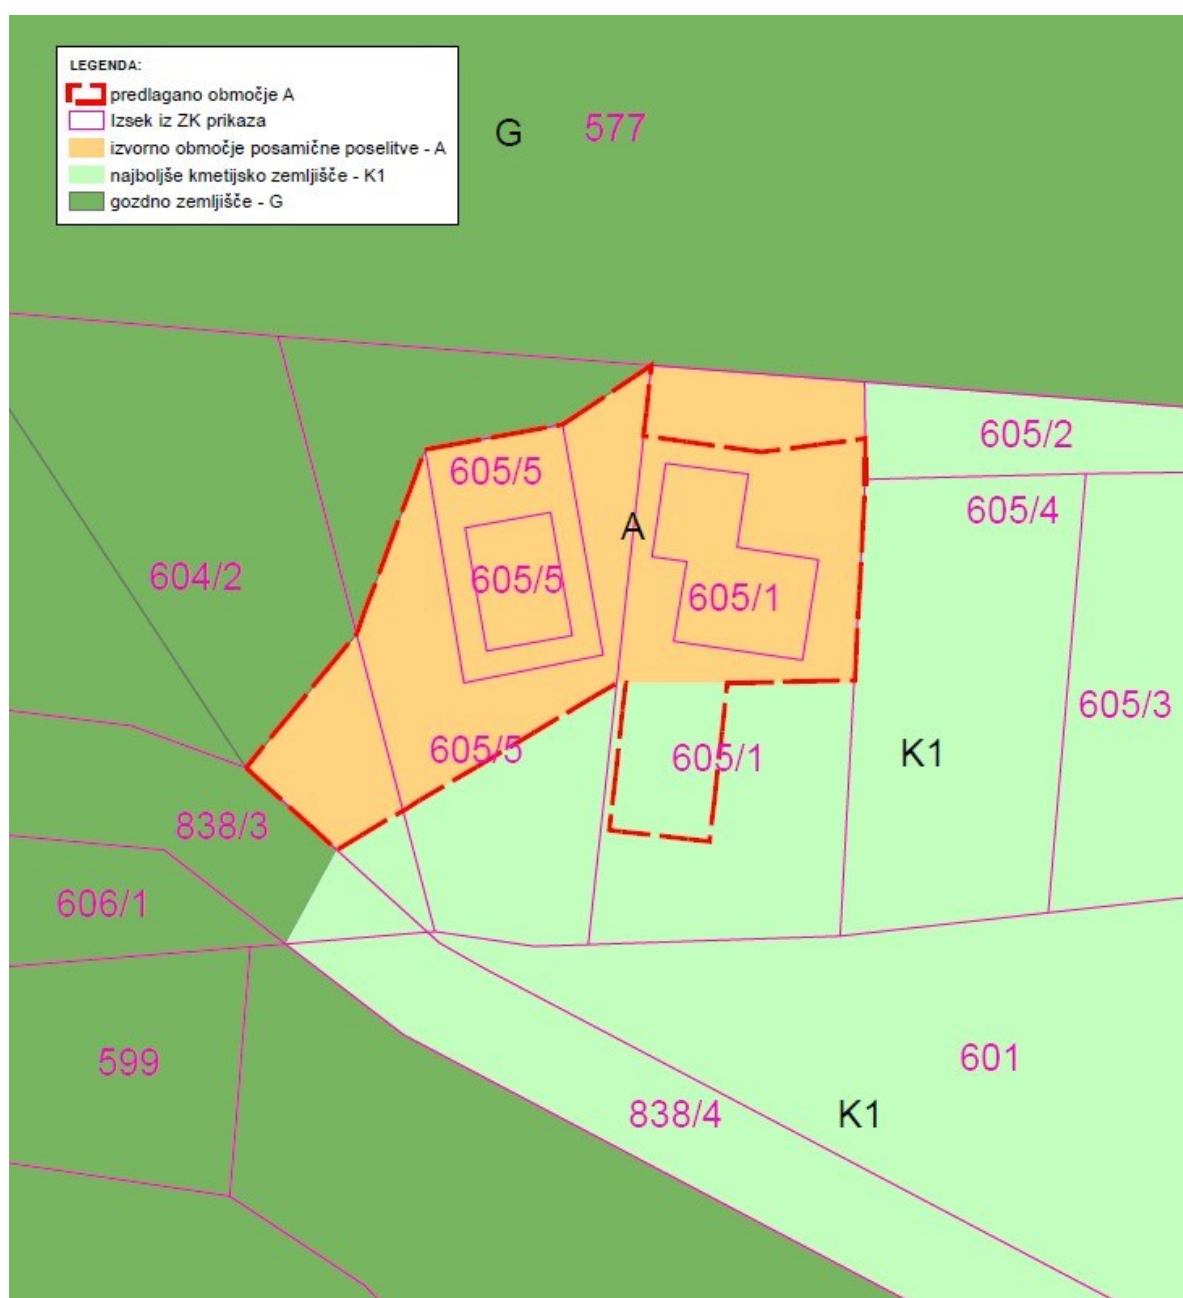 LEGENDA:
predlagano območje A
Izsek iz ZK prikaza
izvorno območje posamične poselitve - A
najboljše kmetijsko zemljišče - K1
gozdno zemljišče - G
G
577
605/2
605/5
605/4
A
604/2
605/5
605/1
605/3
605/5
605/1
K1
838/3
606/1
599
601
838/4
K1